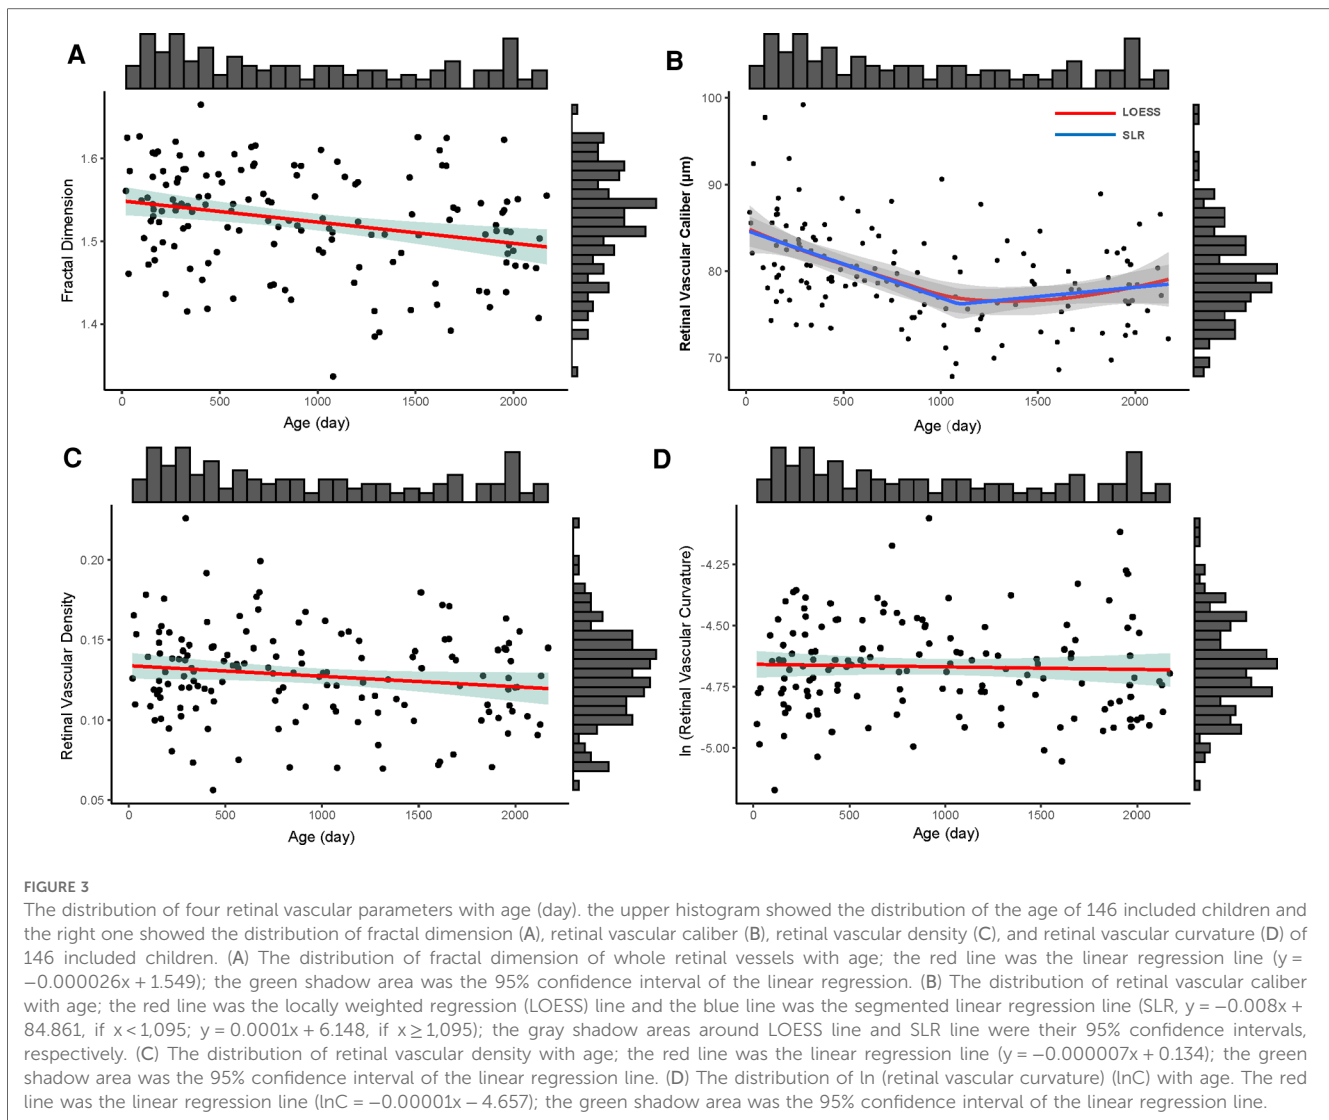 A
Fractal Dimension
1.6
1.5
1.4
0 500 1000 1500 2000
Age (day)
B
Retinal Vascular Caliber (μm)
100
90
80
70
LOESS
SLR
0 500 1000 1500 2000
Age (day)
C
Retinal Vascular Density
0.20
0.15
0.10
0.05
0 500 1000 1500 2000
Age (day)
D
ln (Retinal Vascular Curvature)
-4.25
-4.50
-4.75
-5.00
0 500 1000 1500 2000
Age (day)
FIGURE 3
The distribution of four retinal vascular parameters with age (day). the upper histogram showed the distribution of the age of 146 included children and
the right one showed the distribution of fractal dimension (A), retinal vascular caliber (B), retinal vascular density (C), and retinal vascular curvature (D) of
146 included children. (A) The distribution of fractal dimension of whole retinal vessels with age; the red line was the linear regression line (y =
−0.000026x + 1.549); the green shadow area was the 95% confidence interval of the linear regression. (B) The distribution of retinal vascular caliber
with age; the red line was the locally weighted regression (LOESS) line and the blue line was the segmented linear regression line (SLR, y = −0.008x +
84.861, if x < 1,095; y = 0.0001x + 6.148, if x ≥ 1,095); the gray shadow areas around LOESS line and SLR line were their 95% confidence intervals,
respectively. (C) The distribution of retinal vascular density with age; the red line was the linear regression line (y = −0.000007x + 0.134); the green
shadow area was the 95% confidence interval of the linear regression line. (D) The distribution of ln (retinal vascular curvature) (lnC) with age. The red
line was the linear regression line (lnC = −0.00001x − 4.657); the green shadow area was the 95% confidence interval of the linear regression line.